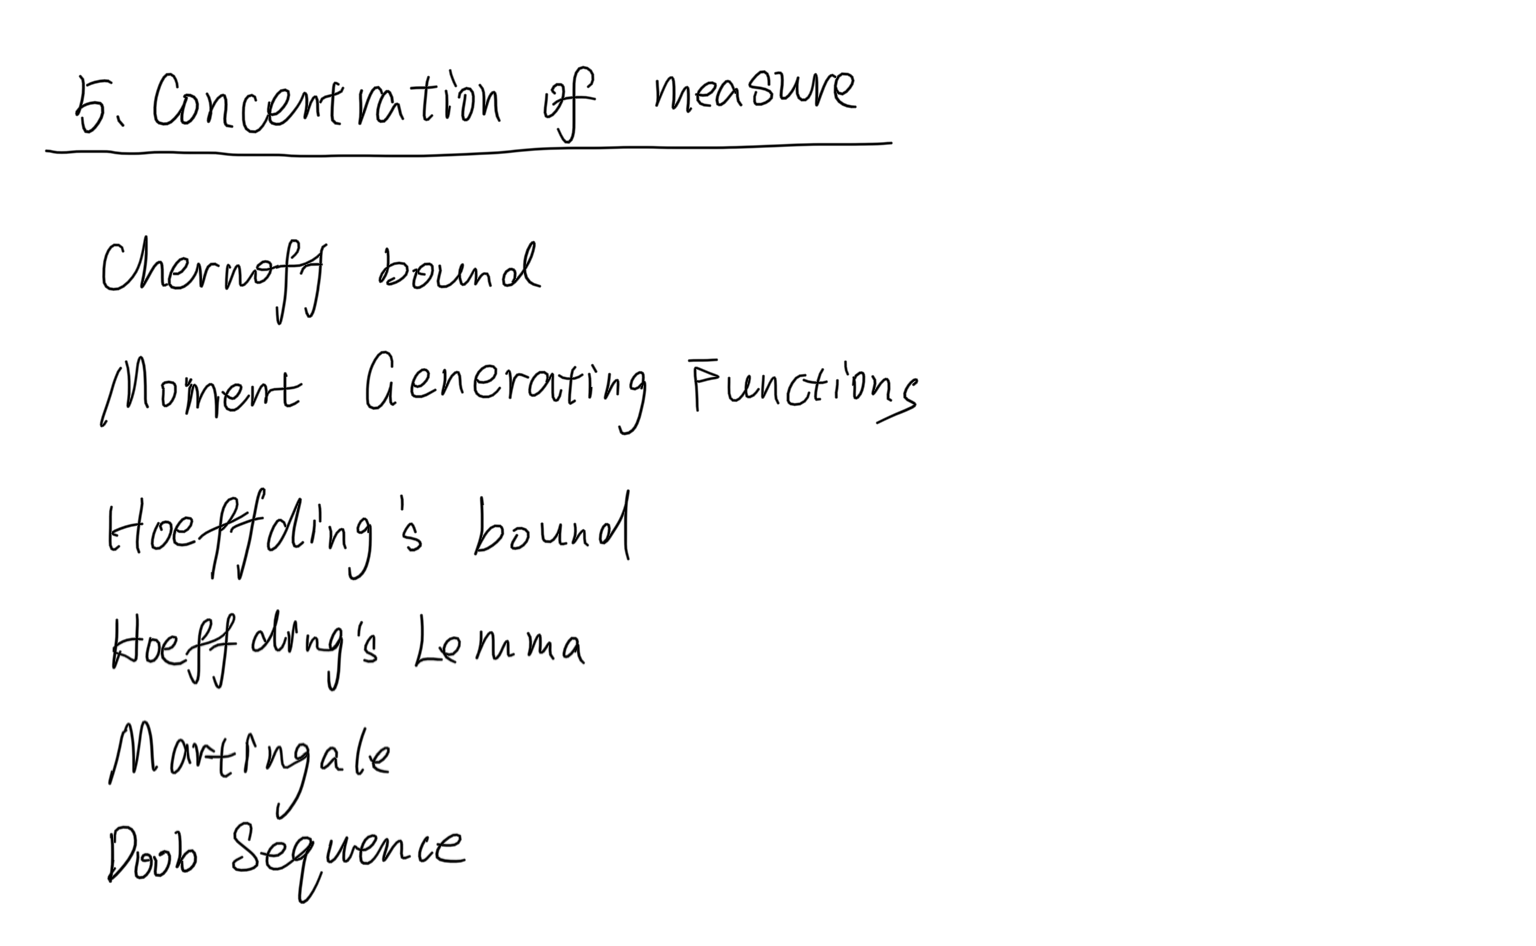 5. Concentration of measure
Chernoff bound
Moment Generating Functions
Hoeffding's bound
Hoeffding's Lemma
Martingale
Doob Sequence